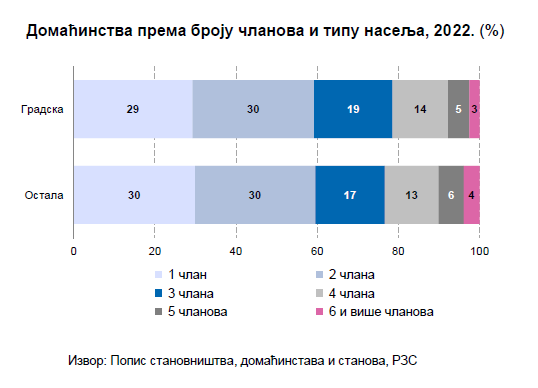 Домаћинства према броју чланова и типу насеља, 2022. (%)
Градска 29 30 19 14 5 3
Остала 30 30 17 13 6 4
0 20 40 60 80 100
1 члан 2 члана
3 члана 4 члана
5 чланова 6 и више чланова
Извор: Попис становништва, домаћинстава и станова, РЗС